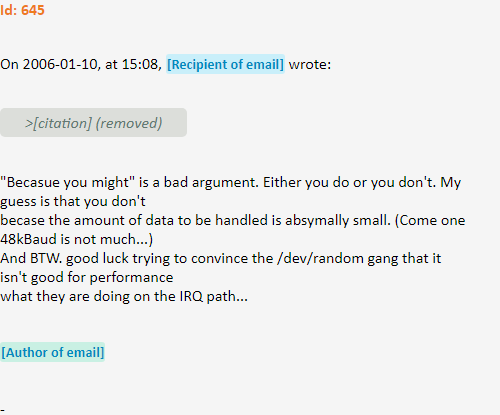 Id: 645
On 2006-01-10, at 15:08, [Recipient of email] wrote:
>[citation] (removed)
"Becasue you might" is a bad argument. Either you do or you don't. My
guess is that you don't
becase the amount of data to be handled is absymally small. (Come one
48kBaud is not much...)
And BTW. good luck trying to convince the /dev/random gang that it
isn't good for performance
what they are doing on the IRQ path...
[Author of email]
-